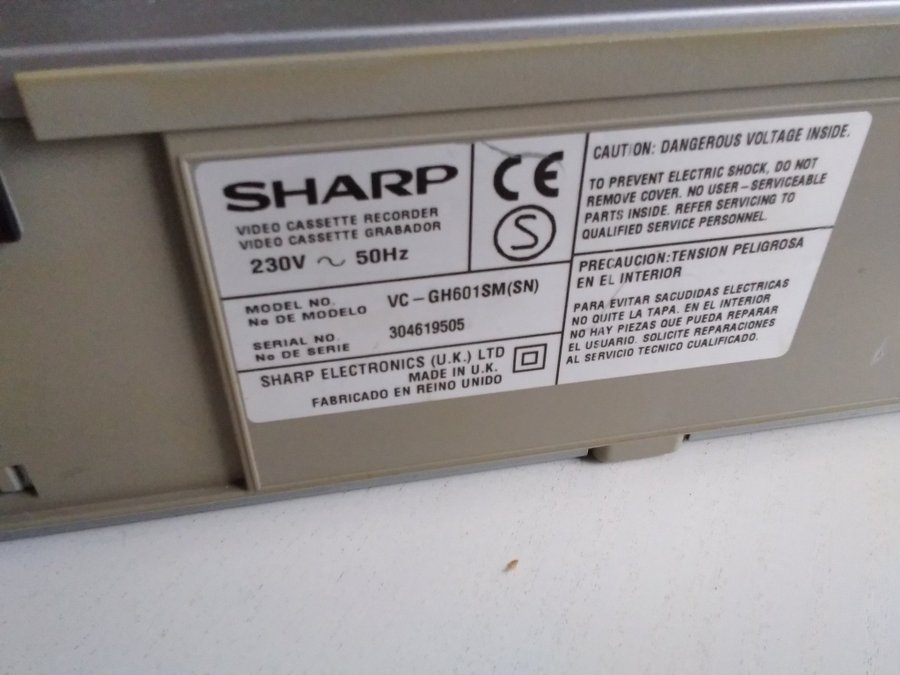 SHARP
VIDEO CASSETTE RECORDER
VIDEO CASSETTE GRABADOR
230V ~ 50Hz
CE
S
MODEL NO.
No DE MODELO
VC-GH601SM(SN)
SERIAL NO.
No DE SERIE
304619505
SHARP ELECTRONICS (U.K.) LTD
MADE IN U.K.
FABRICADO EN REINO UNIDO
CAUTION: DANGEROUS VOLTAGE INSIDE.
TO PREVENT ELECTRIC SHOCK, DO NOT
REMOVE COVER. NO USER-SERVICEABLE
PARTS INSIDE. REFER SERVICING TO
QUALIFIED SERVICE PERSONNEL.
PRECAUCION:TENSION PELIGROSA
EN EL INTERIOR
PARA EVITAR SACUDIDAS ELECTRICAS
NO QUITE LA TAPA. EN EL INTERIOR
NO HAY PIEZAS QUE PUEDA REPARAR
EL USUARIO. SOLICITE REPARACIONES
AL SERVICIO TECNICO CUALIFICADO.